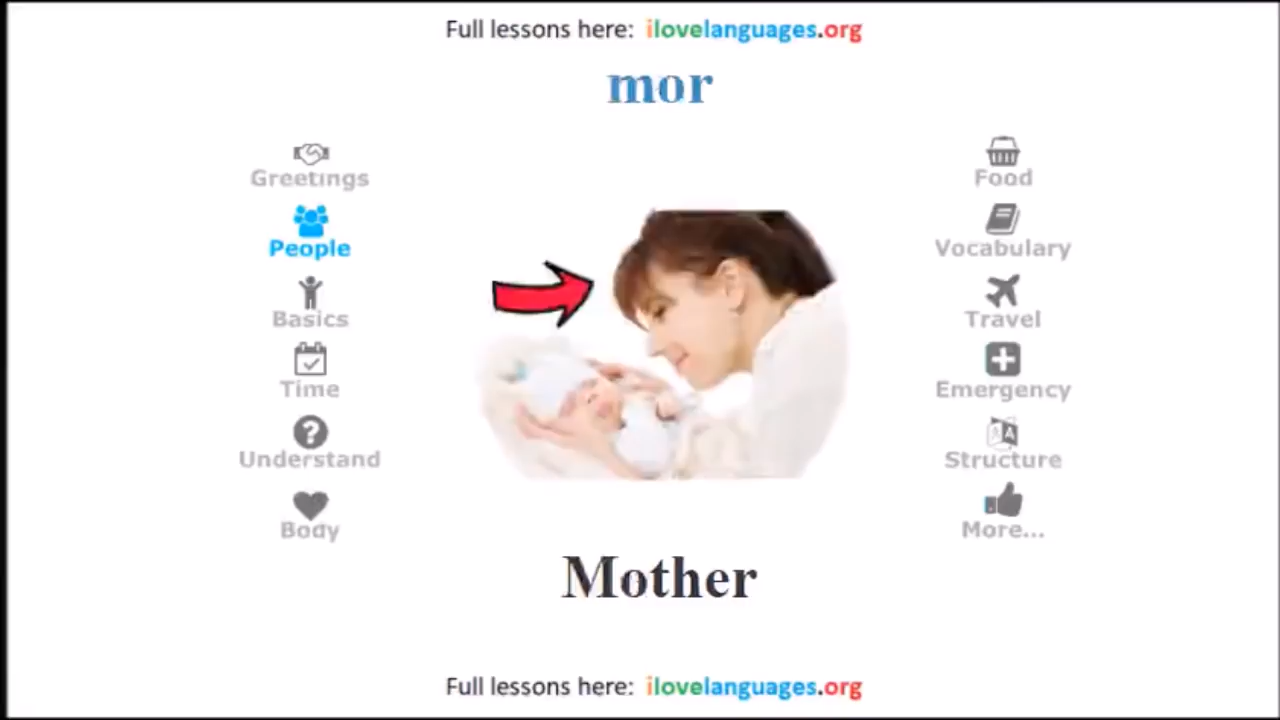 Full lessons here: ilovelanguages.org
mor
Greetings
People
Basics
Time
Understand
Body
Food
Vocabulary
Travel
Emergency
Structure
More...
Mother
Full lessons here: ilovelanguages.org